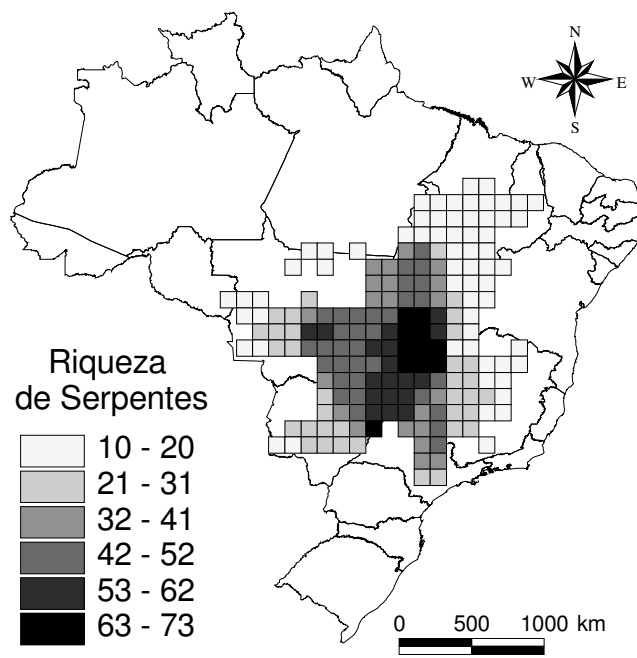 N
W E
S
Riqueza
de Serpentes
10 - 20
21 - 31
32 - 41
42 - 52
53 - 62
63 - 73
0 500 1000 km